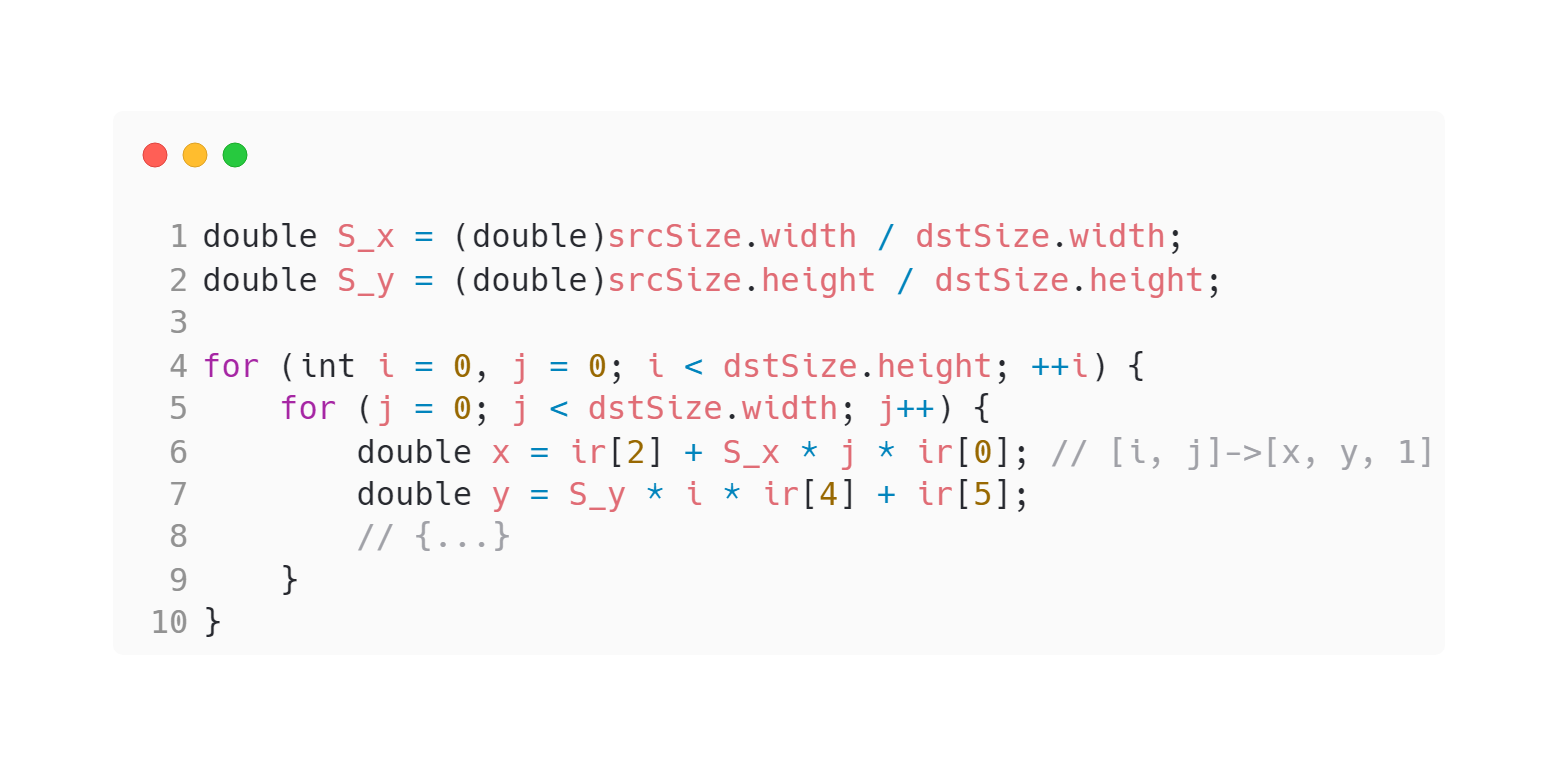 1 double S_x = (double)srcSize.width / dstSize.width;
2 double S_y = (double)srcSize.height / dstSize.height;
3
4 for (int i = 0, j = 0; i < dstSize.height; ++i) {
5     for (j = 0; j < dstSize.width; j++) {
6         double x = ir[2] + S_x * j * ir[0]; // [i, j]->[x, y, 1]
7         double y = S_y * i * ir[4] + ir[5];
8         // {...}
9     }
10 }